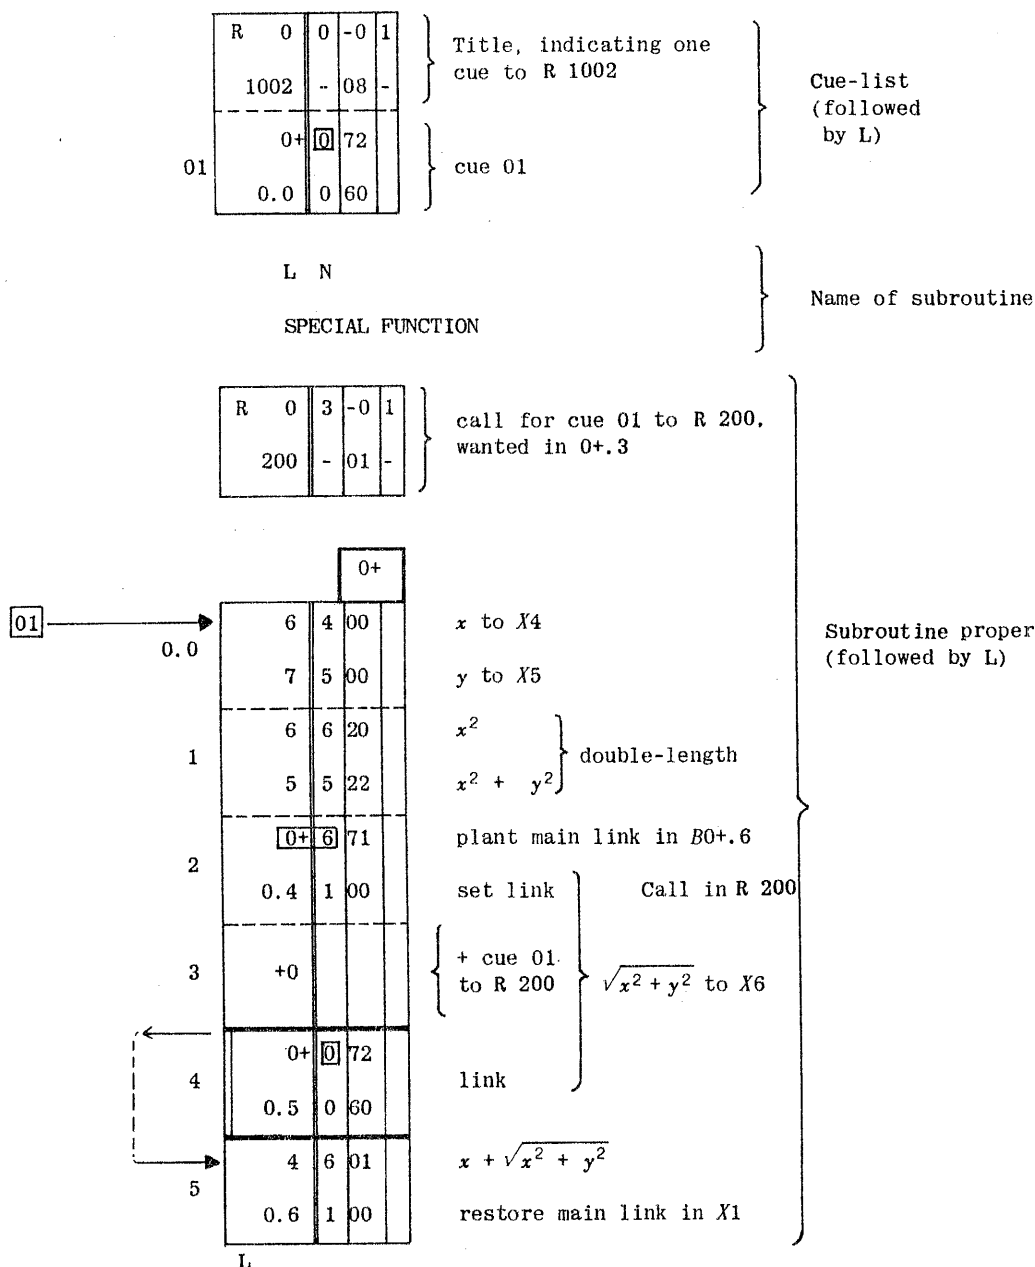 R 0 0 -0 1
1002 - 08 -
Title, indicating one
cue to R 1002
Cue-list
(followed
by L)
01
0+ 0 72
0.0 0 60
cue 01
L N
SPECIAL FUNCTION
Name of subroutine
R 0 3 -0 1
200 - 01 -
call for cue 01 to R 200,
wanted in 0+.3
0+
01
0.0
6 4 00 x to X4
7 5 00 y to X5
Subroutine proper
(followed by L)
1
6 6 20 x²
5 5 22 x² + y²
double-length
2
0+ 6 71 plant main link in B0+.6
0.4 1 00 set link
Call in R 200
3
+0
+ cue 01
to R 200
√x² + y² to X6
4
0+ 0 72
0.5 0 60
link
5
4 6 01 x + √x² + y²
0.6 1 00 restore main link in X1
L